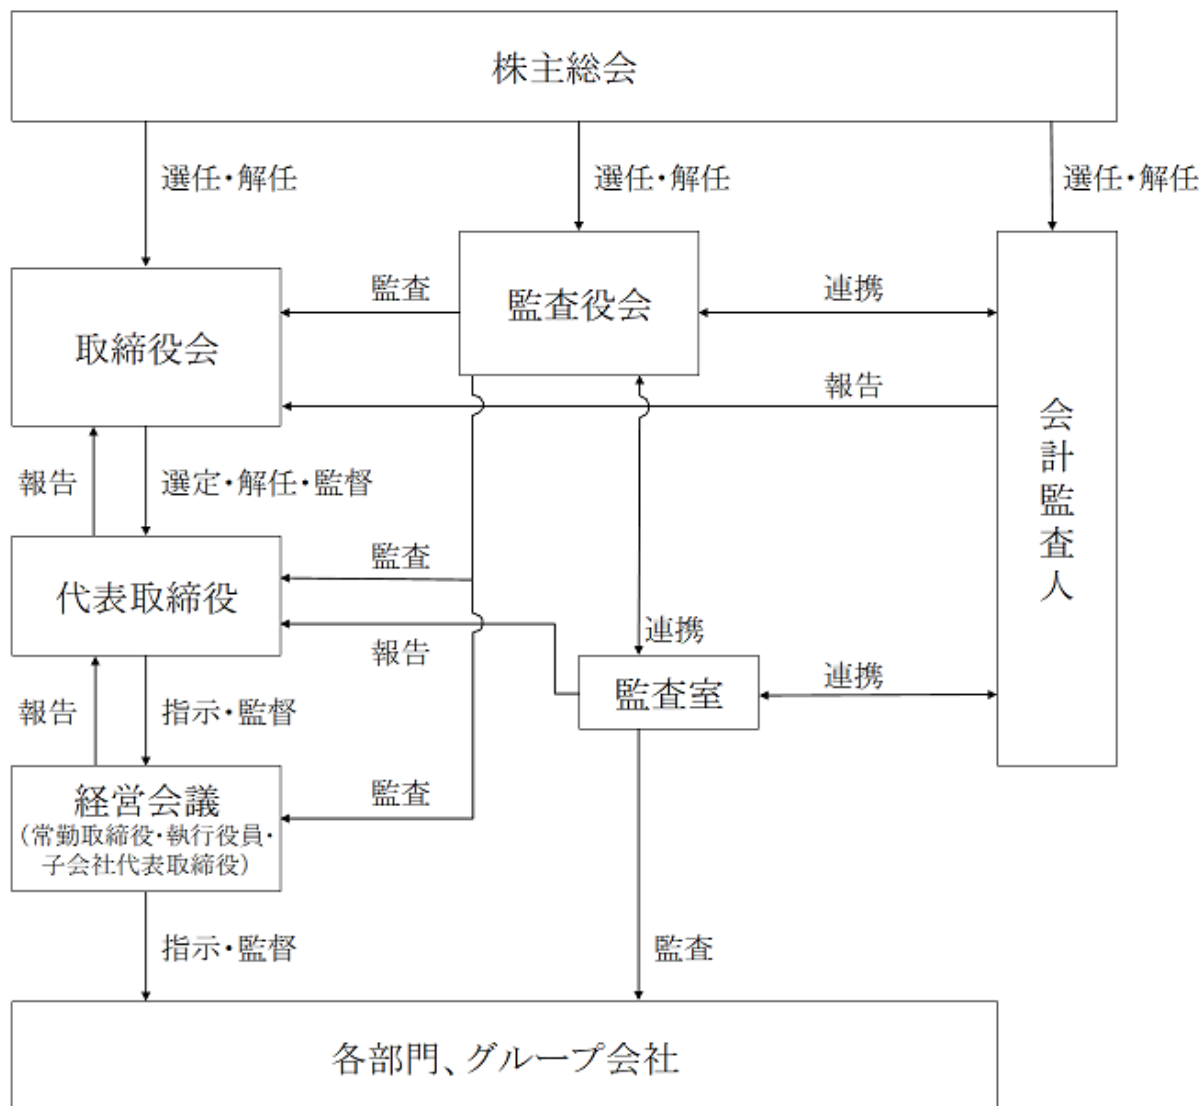 株主総会
選任・解任
選任・解任
選任・解任
監査
監査役会
連携
取締役会
報告
会計監査人
報告
選定・解任・監督
監査
代表取締役
報告
連携
監査室
連携
報告
指示・監督
経営会議
監査
(常勤取締役・執行役員・
子会社代表取締役)
指示・監督
監査
各部門、グループ会社